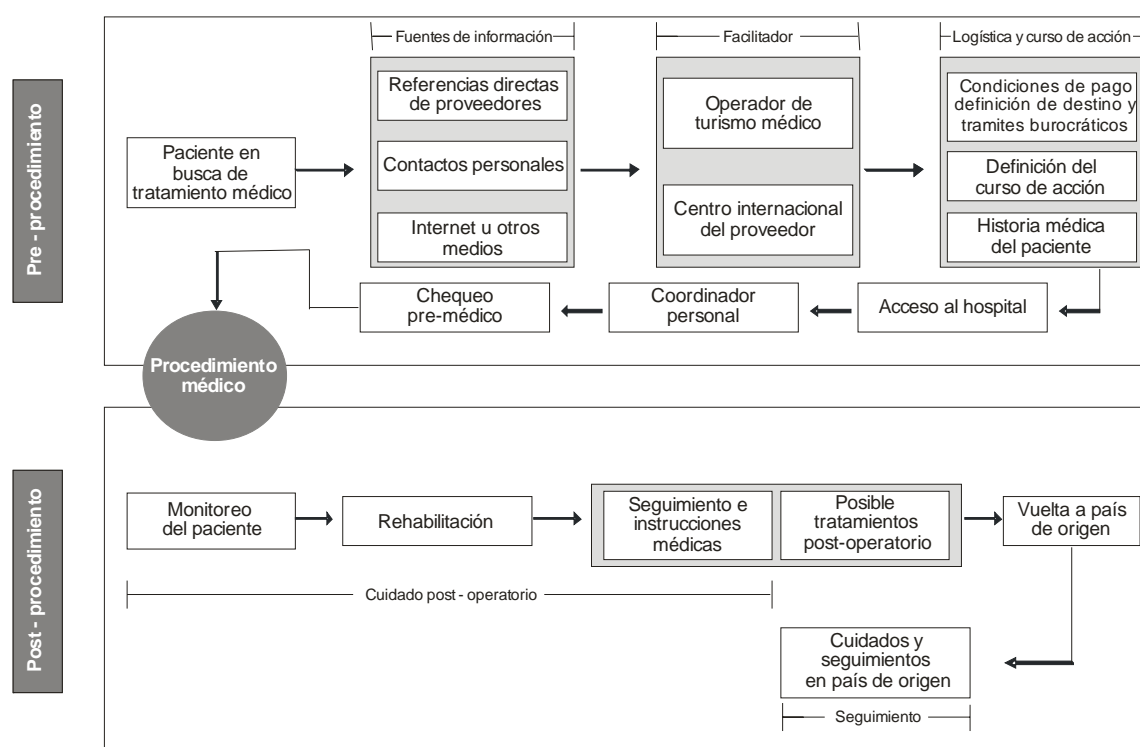 Fuentes de información
Facilitador
Logística y curso de acción
Pre - procedimiento
Paciente en
busca de
tratamiento médico
Referencias directas
de proveedores
Contactos personales
Internet u otros
medios
Operador de
turismo médico
Centro internacional
del proveedor
Condiciones de pago
definición de destino y
tramites burocráticos
Definición del
curso de acción
Historia médica
del paciente
Chequeo
pre-médico
Coordinador
personal
Acceso al hospital
Procedimiento
médico
Post - procedimiento
Monitoreo
del paciente
Rehabilitación
Seguimiento e
instrucciones
médicas
Posible
tratamientos
post-operatorio
Vuelta a país
de origen
Cuidado post - operatorio
Cuidados y
seguimientos
en país de origen
Seguimiento